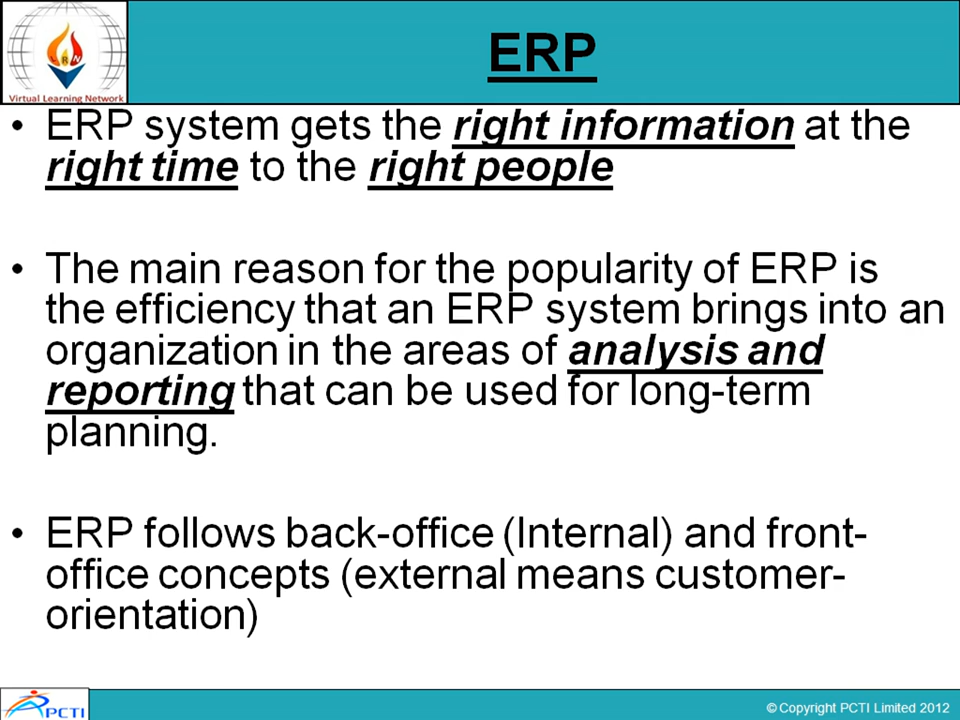 ERP
RN
Virtual Learning Network
• ERP system gets the right information at the
right time to the right people
• The main reason for the popularity of ERP is
the efficiency that an ERP system brings into an
organization in the areas of analysis and
reporting that can be used for long-term
planning.
• ERP follows back-office (Internal) and front-
office concepts (external means customer-
orientation)
PCTI
© Copyright PCTI Limited 2012